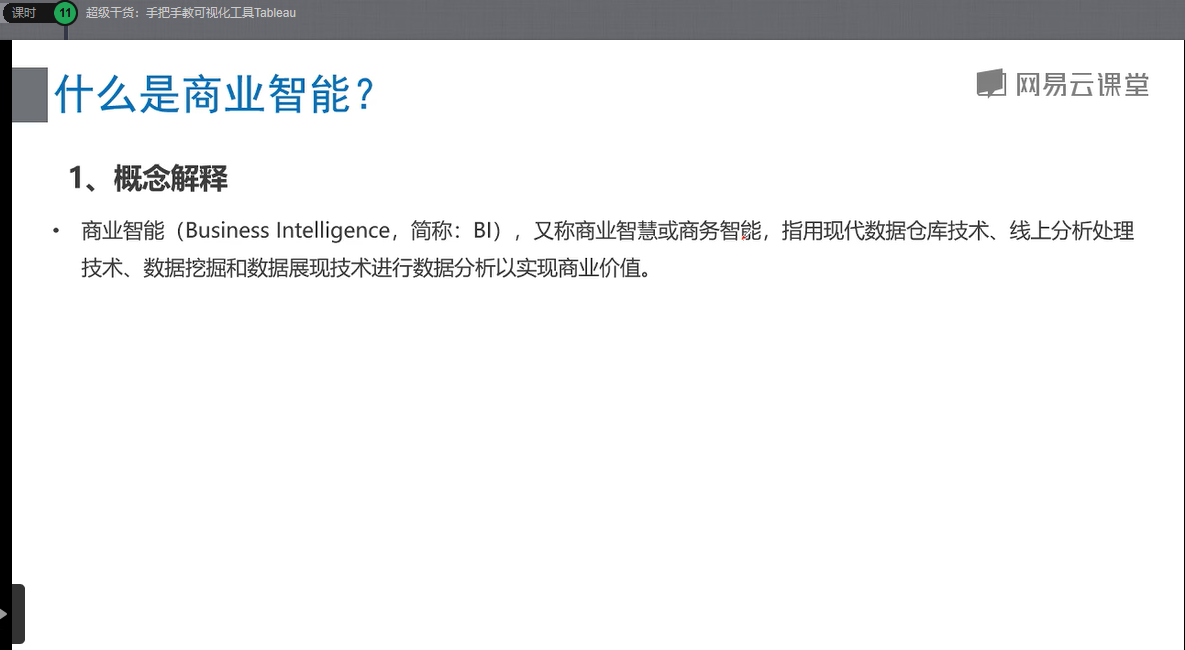 课时 11 超级干货：手把手教可视化工具Tableau
什么是商业智能？
网易云课堂
1、概念解释
• 商业智能（Business Intelligence，简称：BI），又称商业智慧或商务智能，指用现代数据仓库技术、线上分析处理
技术、数据挖掘和数据展现技术进行数据分析以实现商业价值。